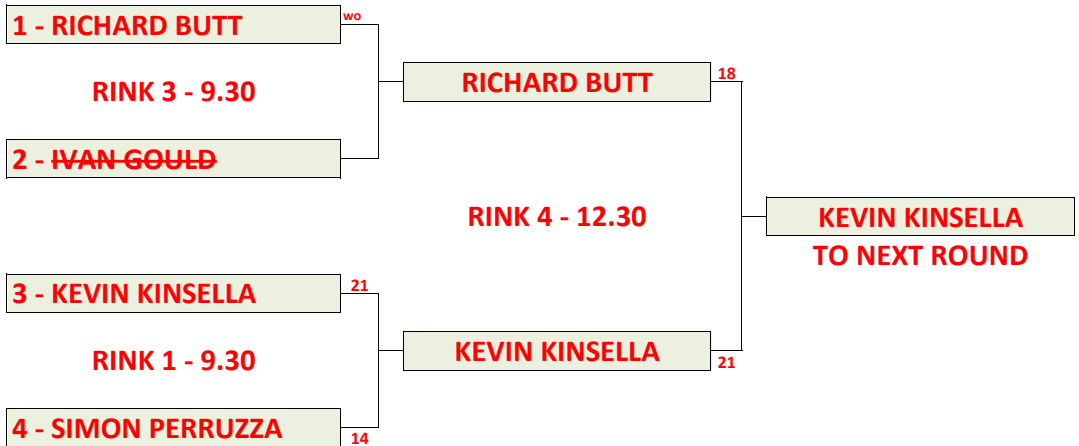 1 - RICHARD BUTT
wo
RINK 3 - 9.30
2 - IVAN GOULD
RICHARD BUTT
18
RINK 4 - 12.30
KEVIN KINSELLA
TO NEXT ROUND
3 - KEVIN KINSELLA
21
RINK 1 - 9.30
KEVIN KINSELLA
21
4 - SIMON PERRUZZA
14